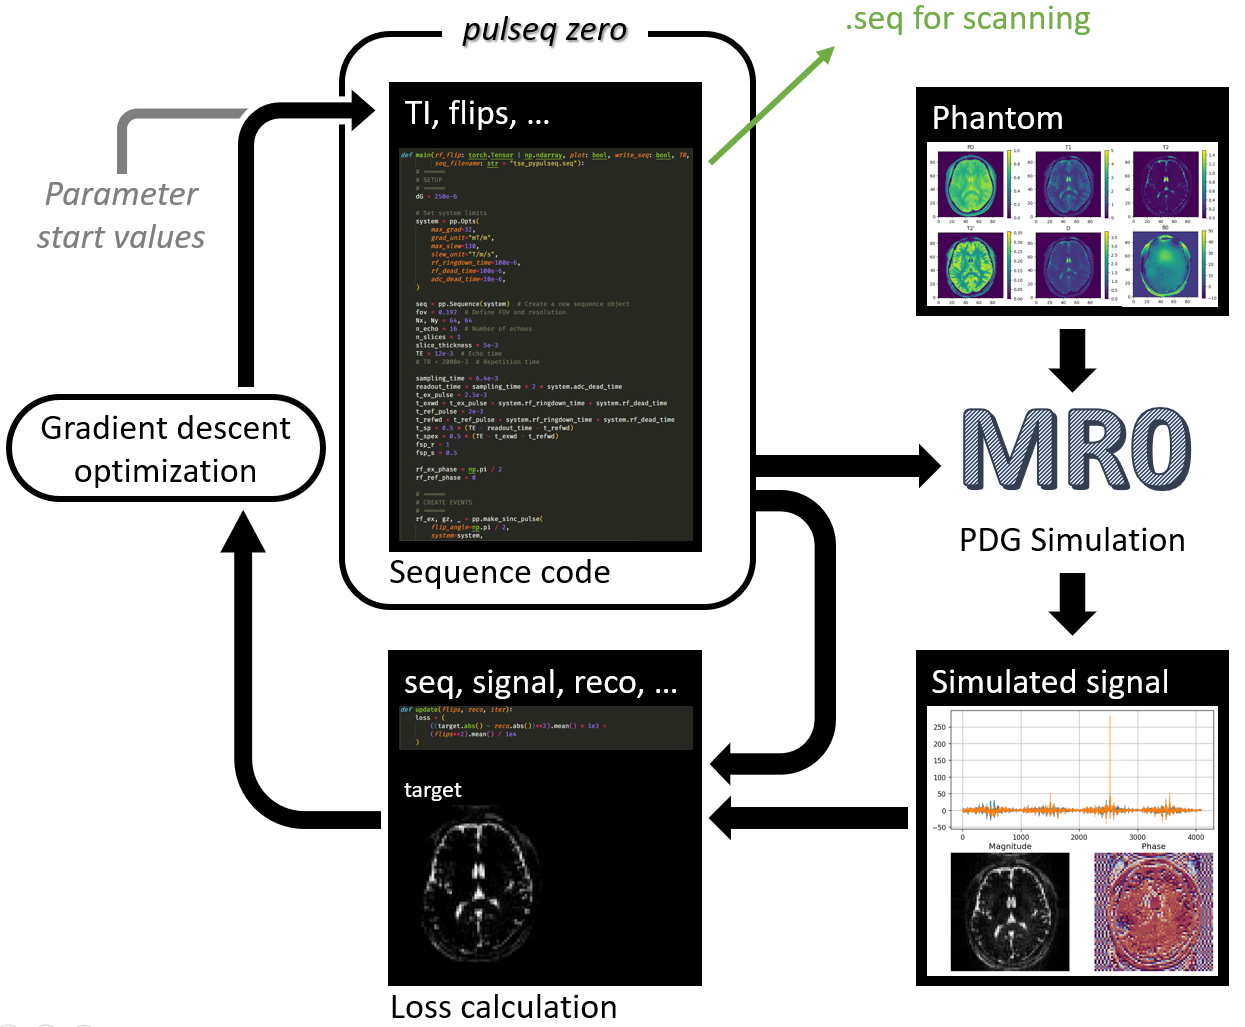 pulseq zero
.seq for scanning
Parameter
start values
TI, flips, ...
def main(rf_flip: torch.Tensor | np.ndarray, plot: bool, write_seq: bool, TR,
seq_filename: str = "tse_pypulseq.seq"):
# ======
# SETUP
# ======
dG = 250e-6
# Set system limits
system = pp.Opts(
max_grad=32,
grad_unit="mT/m",
max_slew=130,
slew_unit="T/m/s",
rf_ringdown_time=100e-6,
rf_dead_time=100e-6,
adc_dead_time=10e-6,
)
seq = pp.Sequence(system)  # Create a new sequence object
fov = 0.192  # Define FOV and resolution
Nx, Ny = 64, 64
n_echo = 16  # Number of echoes
n_slices = 1
slice_thickness = 5e-3
TE = 12e-3  # Echo time
# TR = 2000e-3  # Repetition time
sampling_time = 6.4e-3
readout_time = sampling_time + 2 * system.adc_dead_time
t_ex_pulse = 2.5e-3
t_exwd = t_ex_pulse + system.rf_ringdown_time + system.rf_dead_time
t_ref_pulse = 2e-3
t_refwd = t_ref_pulse + system.rf_ringdown_time + system.rf_dead_time
t_sp = 0.5 * (TE - readout_time - t_refwd)
t_spex = 0.5 * (TE - t_exwd - t_refwd)
fsp_r = 1
fsp_s = 0.5
rf_ex_phase = np.pi / 2
rf_ref_phase = 0
# ======
# CREATE EVENTS
# ======
rf_ex, gz, _ = pp.make_sinc_pulse(
flip_angle=np.pi / 2,
system=system,
Sequence code
Gradient descent
optimization
Phantom
PD T1 T2
T2' D B0
MR0
PDG Simulation
seq, signal, reco, ...
def update(flips, reco, iter):
loss = (
((target.abs() - reco.abs())**2).mean() * 1e3 +
(flips**2).mean() / 1e4
)
target
Loss calculation
Simulated signal
250
200
150
100
50
0
−50
0 1000 2000 3000 4000
Magnitude Phase